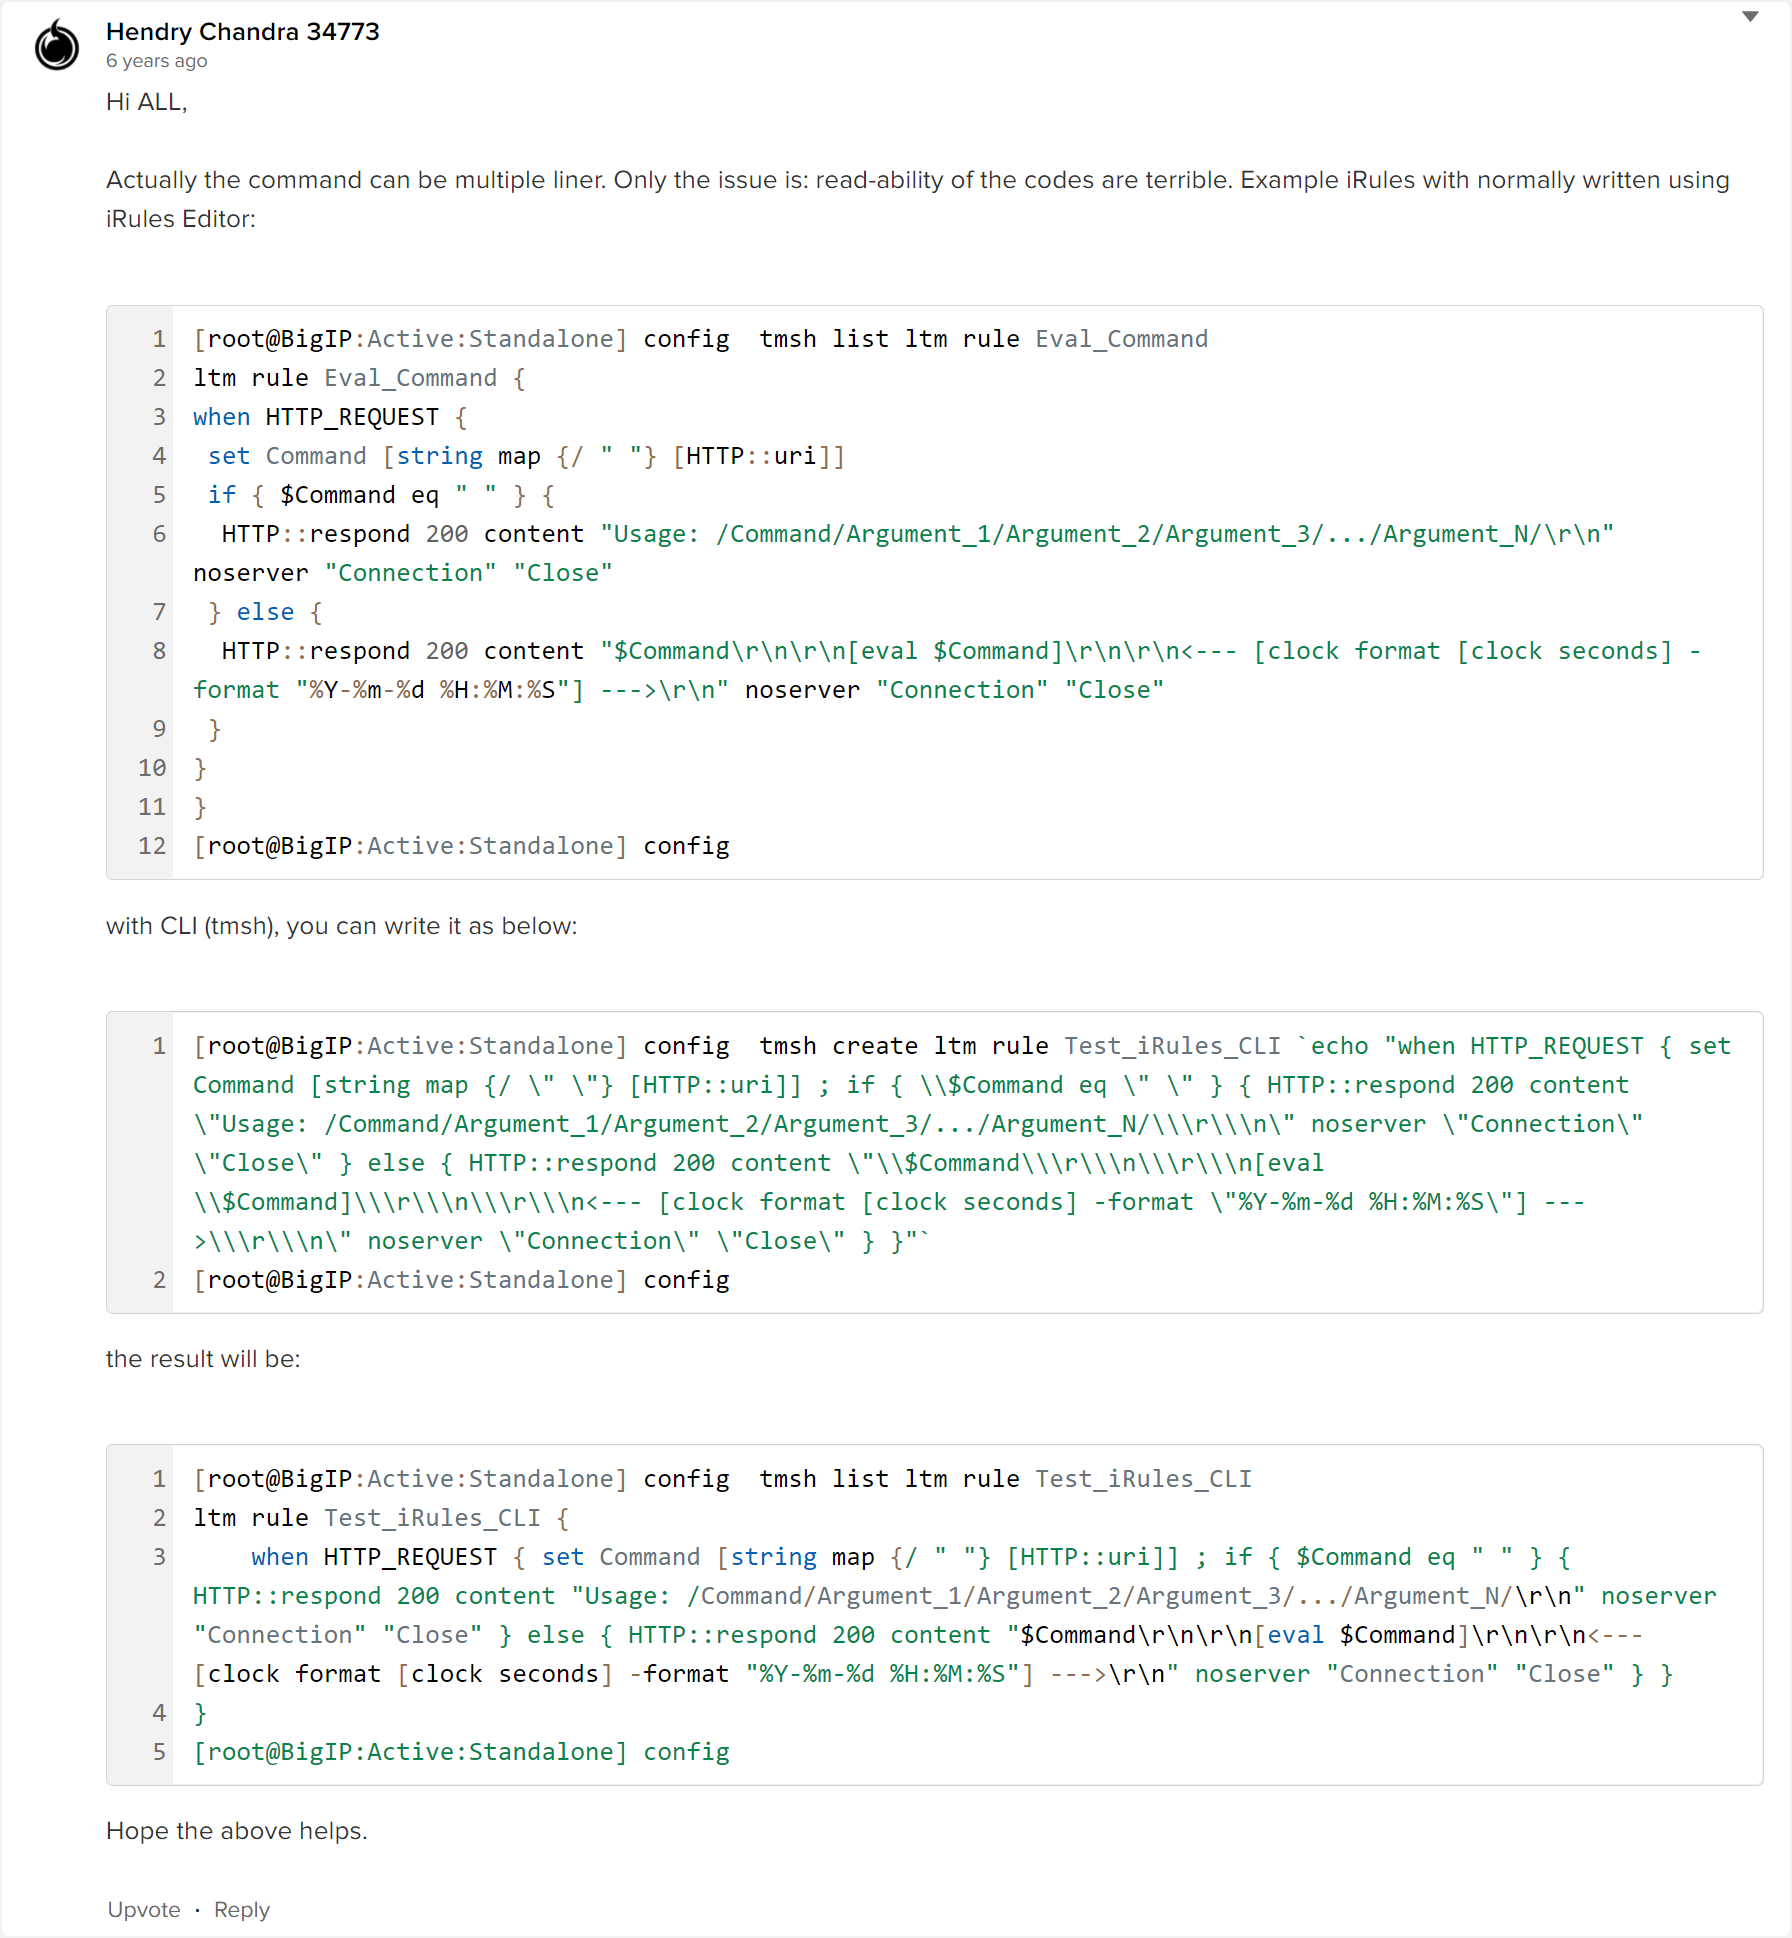 Hendry Chandra 34773
6 years ago
Hi ALL,
Actually the command can be multiple liner. Only the issue is: read-ability of the codes are terrible. Example iRules with normally written using
iRules Editor:
1 [root@BigIP:Active:Standalone] config  tmsh list ltm rule Eval_Command
2 ltm rule Eval_Command {
3 when HTTP_REQUEST {
4  set Command [string map {/ " "} [HTTP::uri]]
5  if { $Command eq " " } {
6   HTTP::respond 200 content "Usage: /Command/Argument_1/Argument_2/Argument_3/.../Argument_N/\r\n"
noserver "Connection" "Close"
7  } else {
8   HTTP::respond 200 content "$Command\r\n\r\n[eval $Command]\r\n\r\n<--- [clock format [clock seconds] -
format "%Y-%m-%d %H:%M:%S"] --->\r\n" noserver "Connection" "Close"
9  }
10 }
11 }
12 [root@BigIP:Active:Standalone] config
with CLI (tmsh), you can write it as below:
1 [root@BigIP:Active:Standalone] config  tmsh create ltm rule Test_iRules_CLI `echo "when HTTP_REQUEST { set
Command [string map {/ \" \"} [HTTP::uri]] ; if { \\$Command eq \" \" } { HTTP::respond 200 content
\"Usage: /Command/Argument_1/Argument_2/Argument_3/.../Argument_N/\\\r\\\n\" noserver \"Connection\"
\"Close\" } else { HTTP::respond 200 content \"\\$Command\\\r\\\n\\\r\\\n[eval
\\$Command]\\\r\\\n\\\r\\\n<--- [clock format [clock seconds] -format \"%Y-%m-%d %H:%M:%S\"] ---
>\\\r\\\n\" noserver \"Connection\" \"Close\" } }"`
2 [root@BigIP:Active:Standalone] config
the result will be:
1 [root@BigIP:Active:Standalone] config  tmsh list ltm rule Test_iRules_CLI
2 ltm rule Test_iRules_CLI {
3     when HTTP_REQUEST { set Command [string map {/ " "} [HTTP::uri]] ; if { $Command eq " " } {
HTTP::respond 200 content "Usage: /Command/Argument_1/Argument_2/Argument_3/.../Argument_N/\r\n" noserver
"Connection" "Close" } else { HTTP::respond 200 content "$Command\r\n\r\n[eval $Command]\r\n\r\n<---
[clock format [clock seconds] -format "%Y-%m-%d %H:%M:%S"] --->\r\n" noserver "Connection" "Close" } }
4 }
5 [root@BigIP:Active:Standalone] config
Hope the above helps.
Upvote · Reply